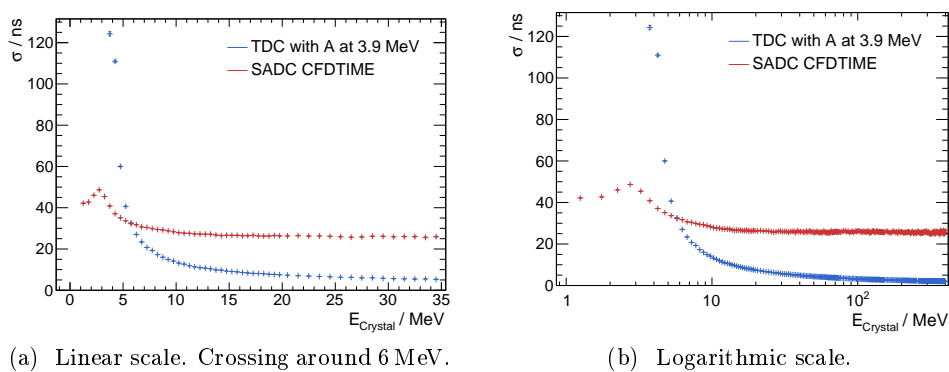 σ / ns
120
100
80
60
40
20
0
TDC with A at 3.9 MeV
SADC CFDTIME
0 5 10 15 20 25 30 35
E_Crystal / MeV
(a) Linear scale. Crossing around 6 MeV.
σ / ns
120
100
80
60
40
20
0
TDC with A at 3.9 MeV
SADC CFDTIME
1 10 10²
E_Crystal / MeV
(b) Logarithmic scale.